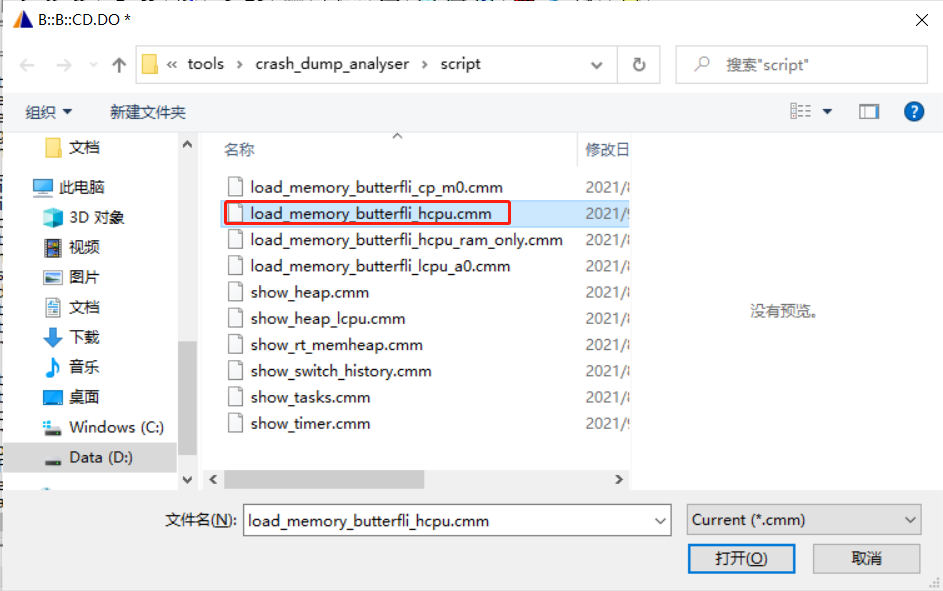 B::B::CD.DO *
« tools › crash_dump_analyser › script
搜索"script"
组织
新建文件夹
文档
此电脑
3D 对象
视频
图片
文档
下载
音乐
桌面
Windows (C:)
Data (D:)
名称
修改日
load_memory_butterfli_cp_m0.cmm 2021/8
load_memory_butterfli_hcpu.cmm 2021/9
load_memory_butterfli_hcpu_ram_only.cmm 2021/8
load_memory_butterfli_lcpu_a0.cmm 2021/8
show_heap.cmm 2021/8
show_heap_lcpu.cmm 2021/8
show_rt_memheap.cmm 2021/8
show_switch_history.cmm 2021/8
show_tasks.cmm 2021/8
show_timer.cmm 2021/9
没有预览。
文件名(N):
load_memory_butterfli_hcpu.cmm
Current (*.cmm)
打开(O)
取消